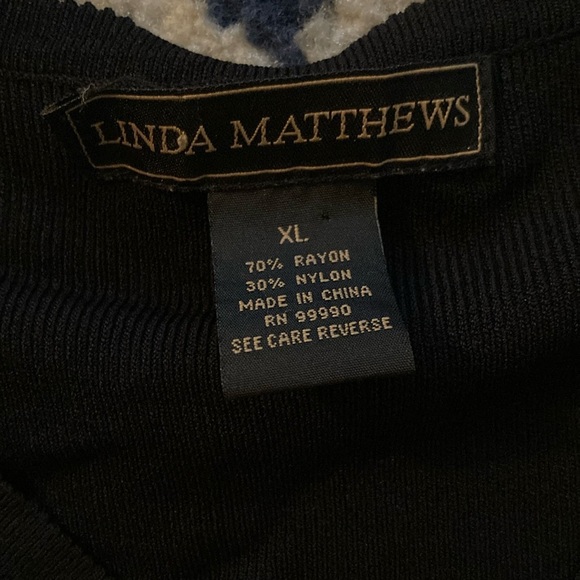 LINDA MATTHEWS
XL
70% RAYON
30% NYLON
MADE IN CHINA
RN 99990
SEE CARE REVERSE